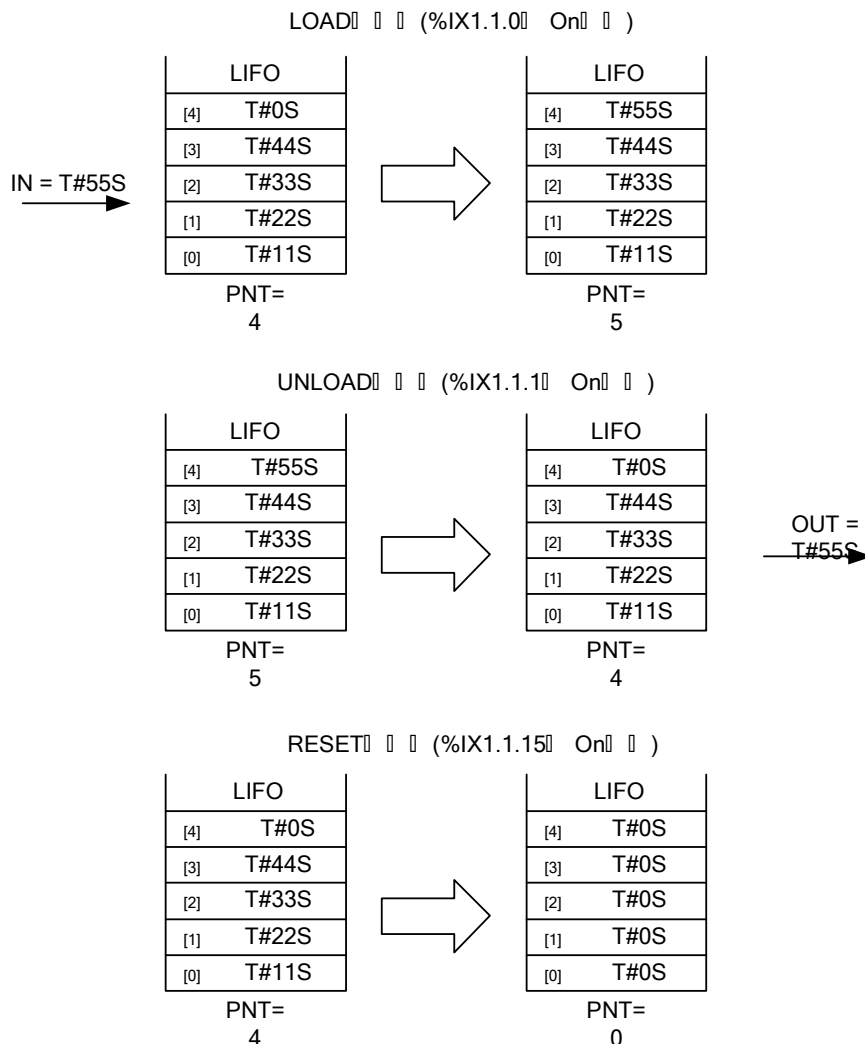 LOAD (%IX1.1.0 On )
LIFO LIFO
[4] T#0S [4] T#55S
[3] T#44S [3] T#44S
IN = T#55S [2] T#33S [2] T#33S
[1] T#22S [1] T#22S
[0] T#11S [0] T#11S
PNT= PNT=
4 5
UNLOAD (%IX1.1.1 On )
LIFO LIFO
[4] T#55S [4] T#0S
[3] T#44S [3] T#44S
[2] T#33S [2] T#33S
OUT =
T#55S
[1] T#22S [1] T#22S
[0] T#11S [0] T#11S
PNT= PNT=
5 4
RESET (%IX1.1.15 On )
LIFO LIFO
[4] T#0S [4] T#0S
[3] T#44S [3] T#0S
[2] T#33S [2] T#0S
[1] T#22S [1] T#0S
[0] T#11S [0] T#0S
PNT= PNT=
4 0